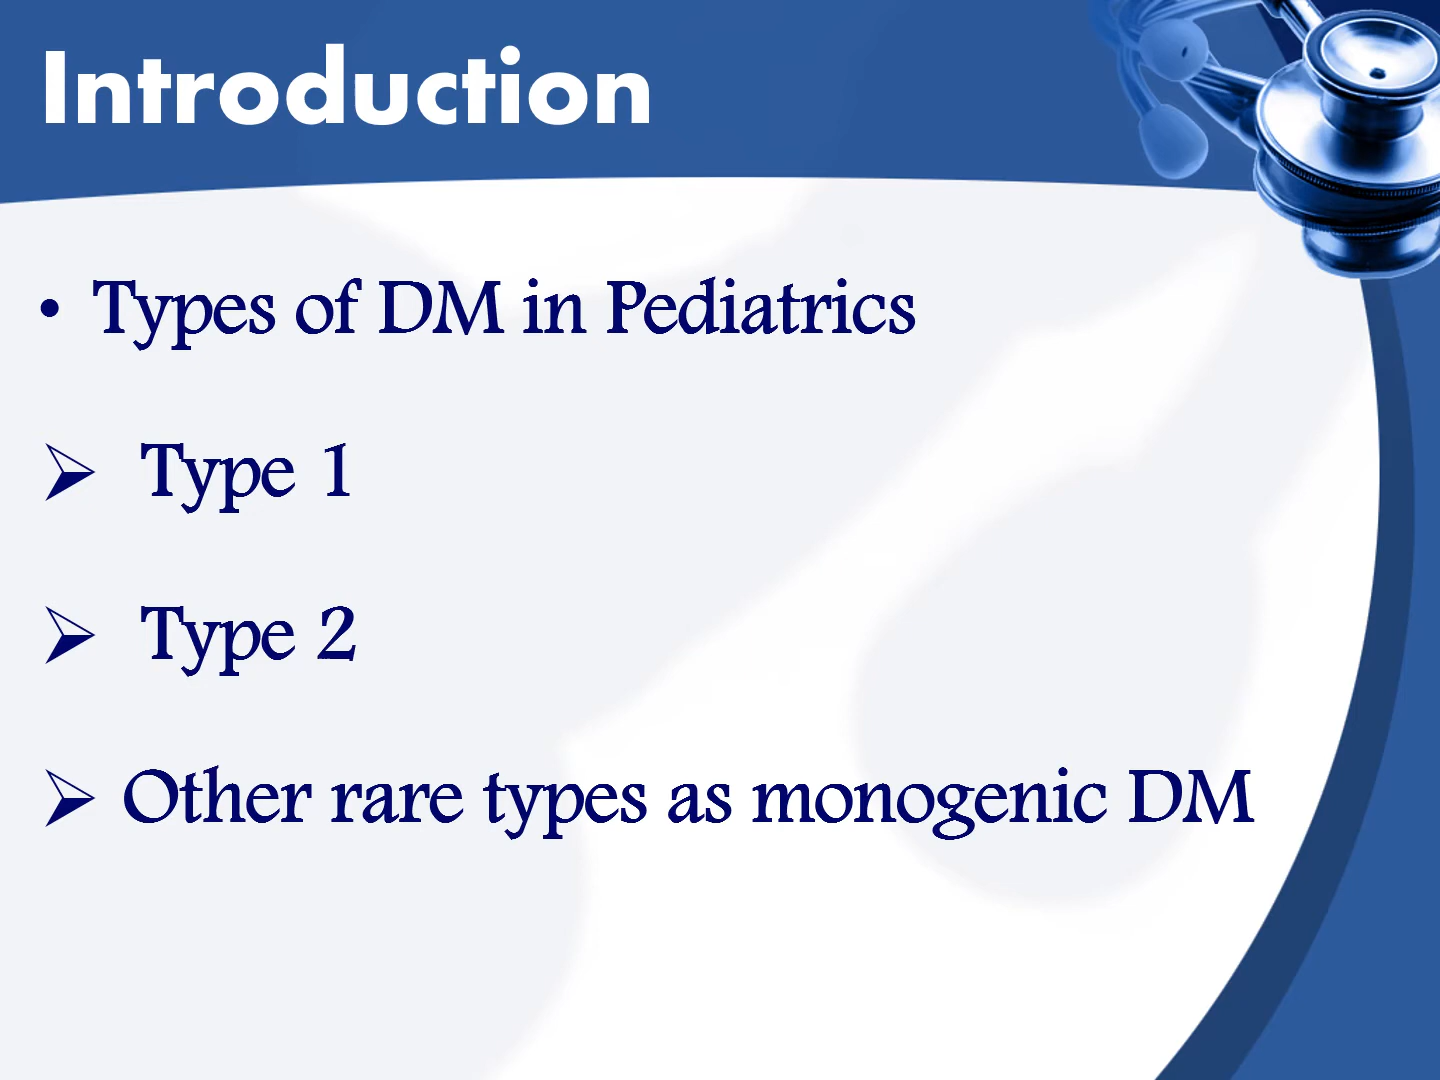 Introduction
• Types of DM in Pediatrics
➢ Type 1
➢ Type 2
➢ Other rare types as monogenic DM